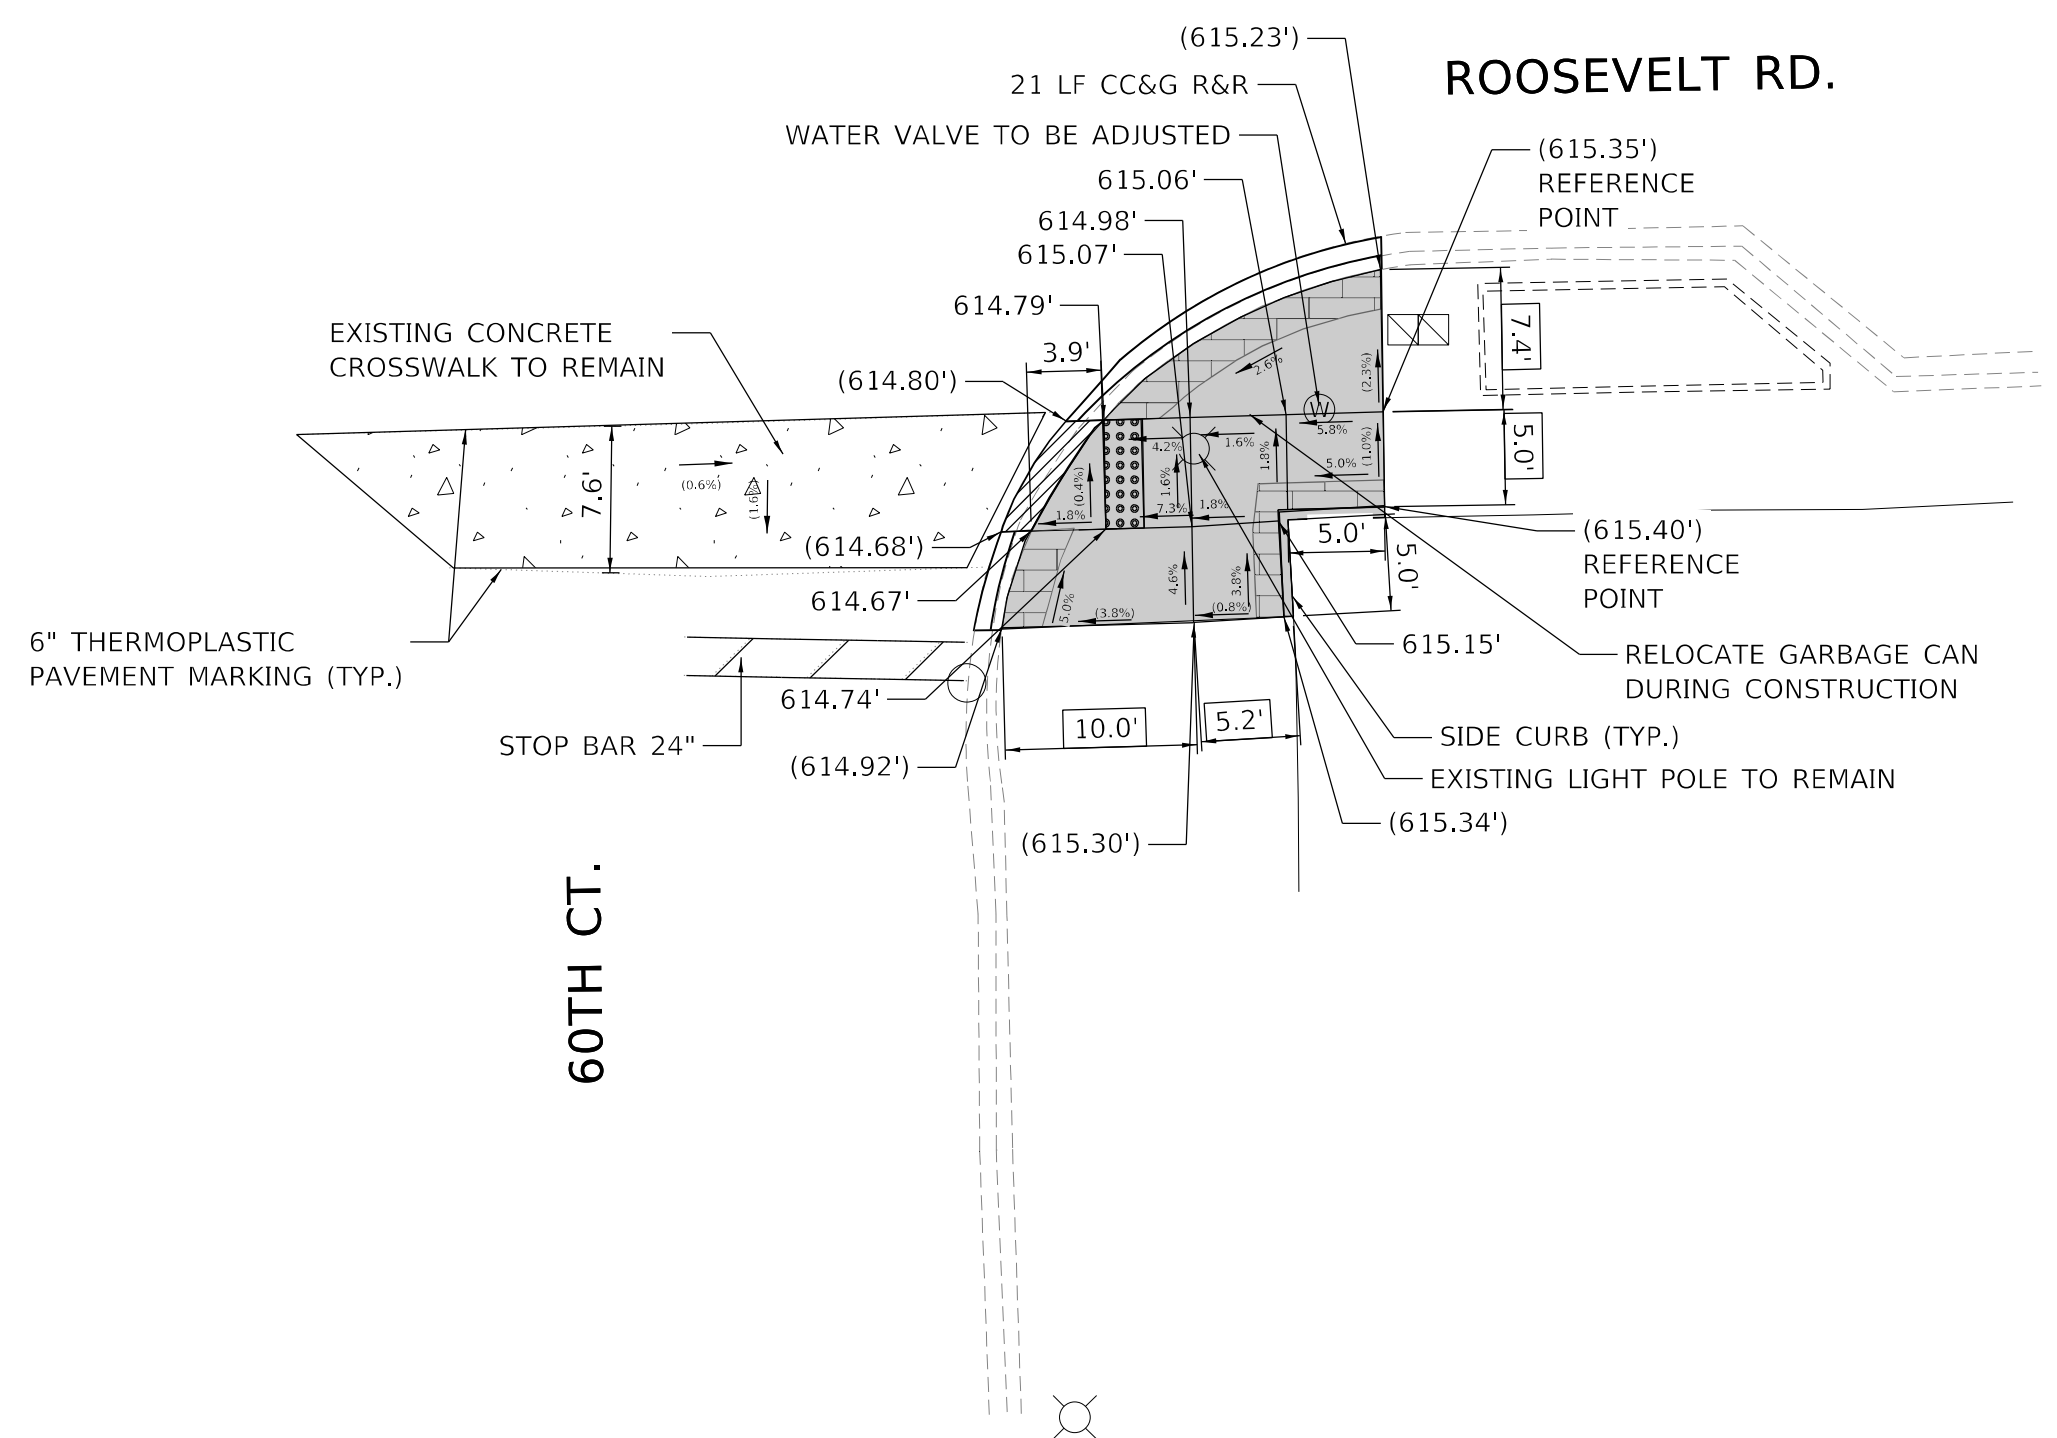 (615.23')
ROOSEVELT RD.
21 LF CC&G R&R
WATER VALVE TO BE ADJUSTED
(615.35')
REFERENCE
POINT
615.06'
614.98'
615.07'
614.79'
EXISTING CONCRETE
CROSSWALK TO REMAIN
3.9'
(614.80')
7.4'
2.6%
(2.3%)
W
5.8%
5.0'
4.2%
1.6%
1.8%
(1.0%)
5.0%
(0.6%)
(1.6%)
7.6'
(0.4%)
1.6%
1.8%
7.3%
1.8%
(614.68')
5.0'
5.0'
(615.40')
REFERENCE
POINT
614.67'
5.0%
(3.8%)
4.6%
(0.8%)
3.8%
6" THERMOPLASTIC
PAVEMENT MARKING (TYP.)
615.15'
RELOCATE GARBAGE CAN
DURING CONSTRUCTION
614.74'
10.0'
5.2'
STOP BAR 24"
SIDE CURB (TYP.)
(614.92')
EXISTING LIGHT POLE TO REMAIN
(615.34')
(615.30')
60TH CT.